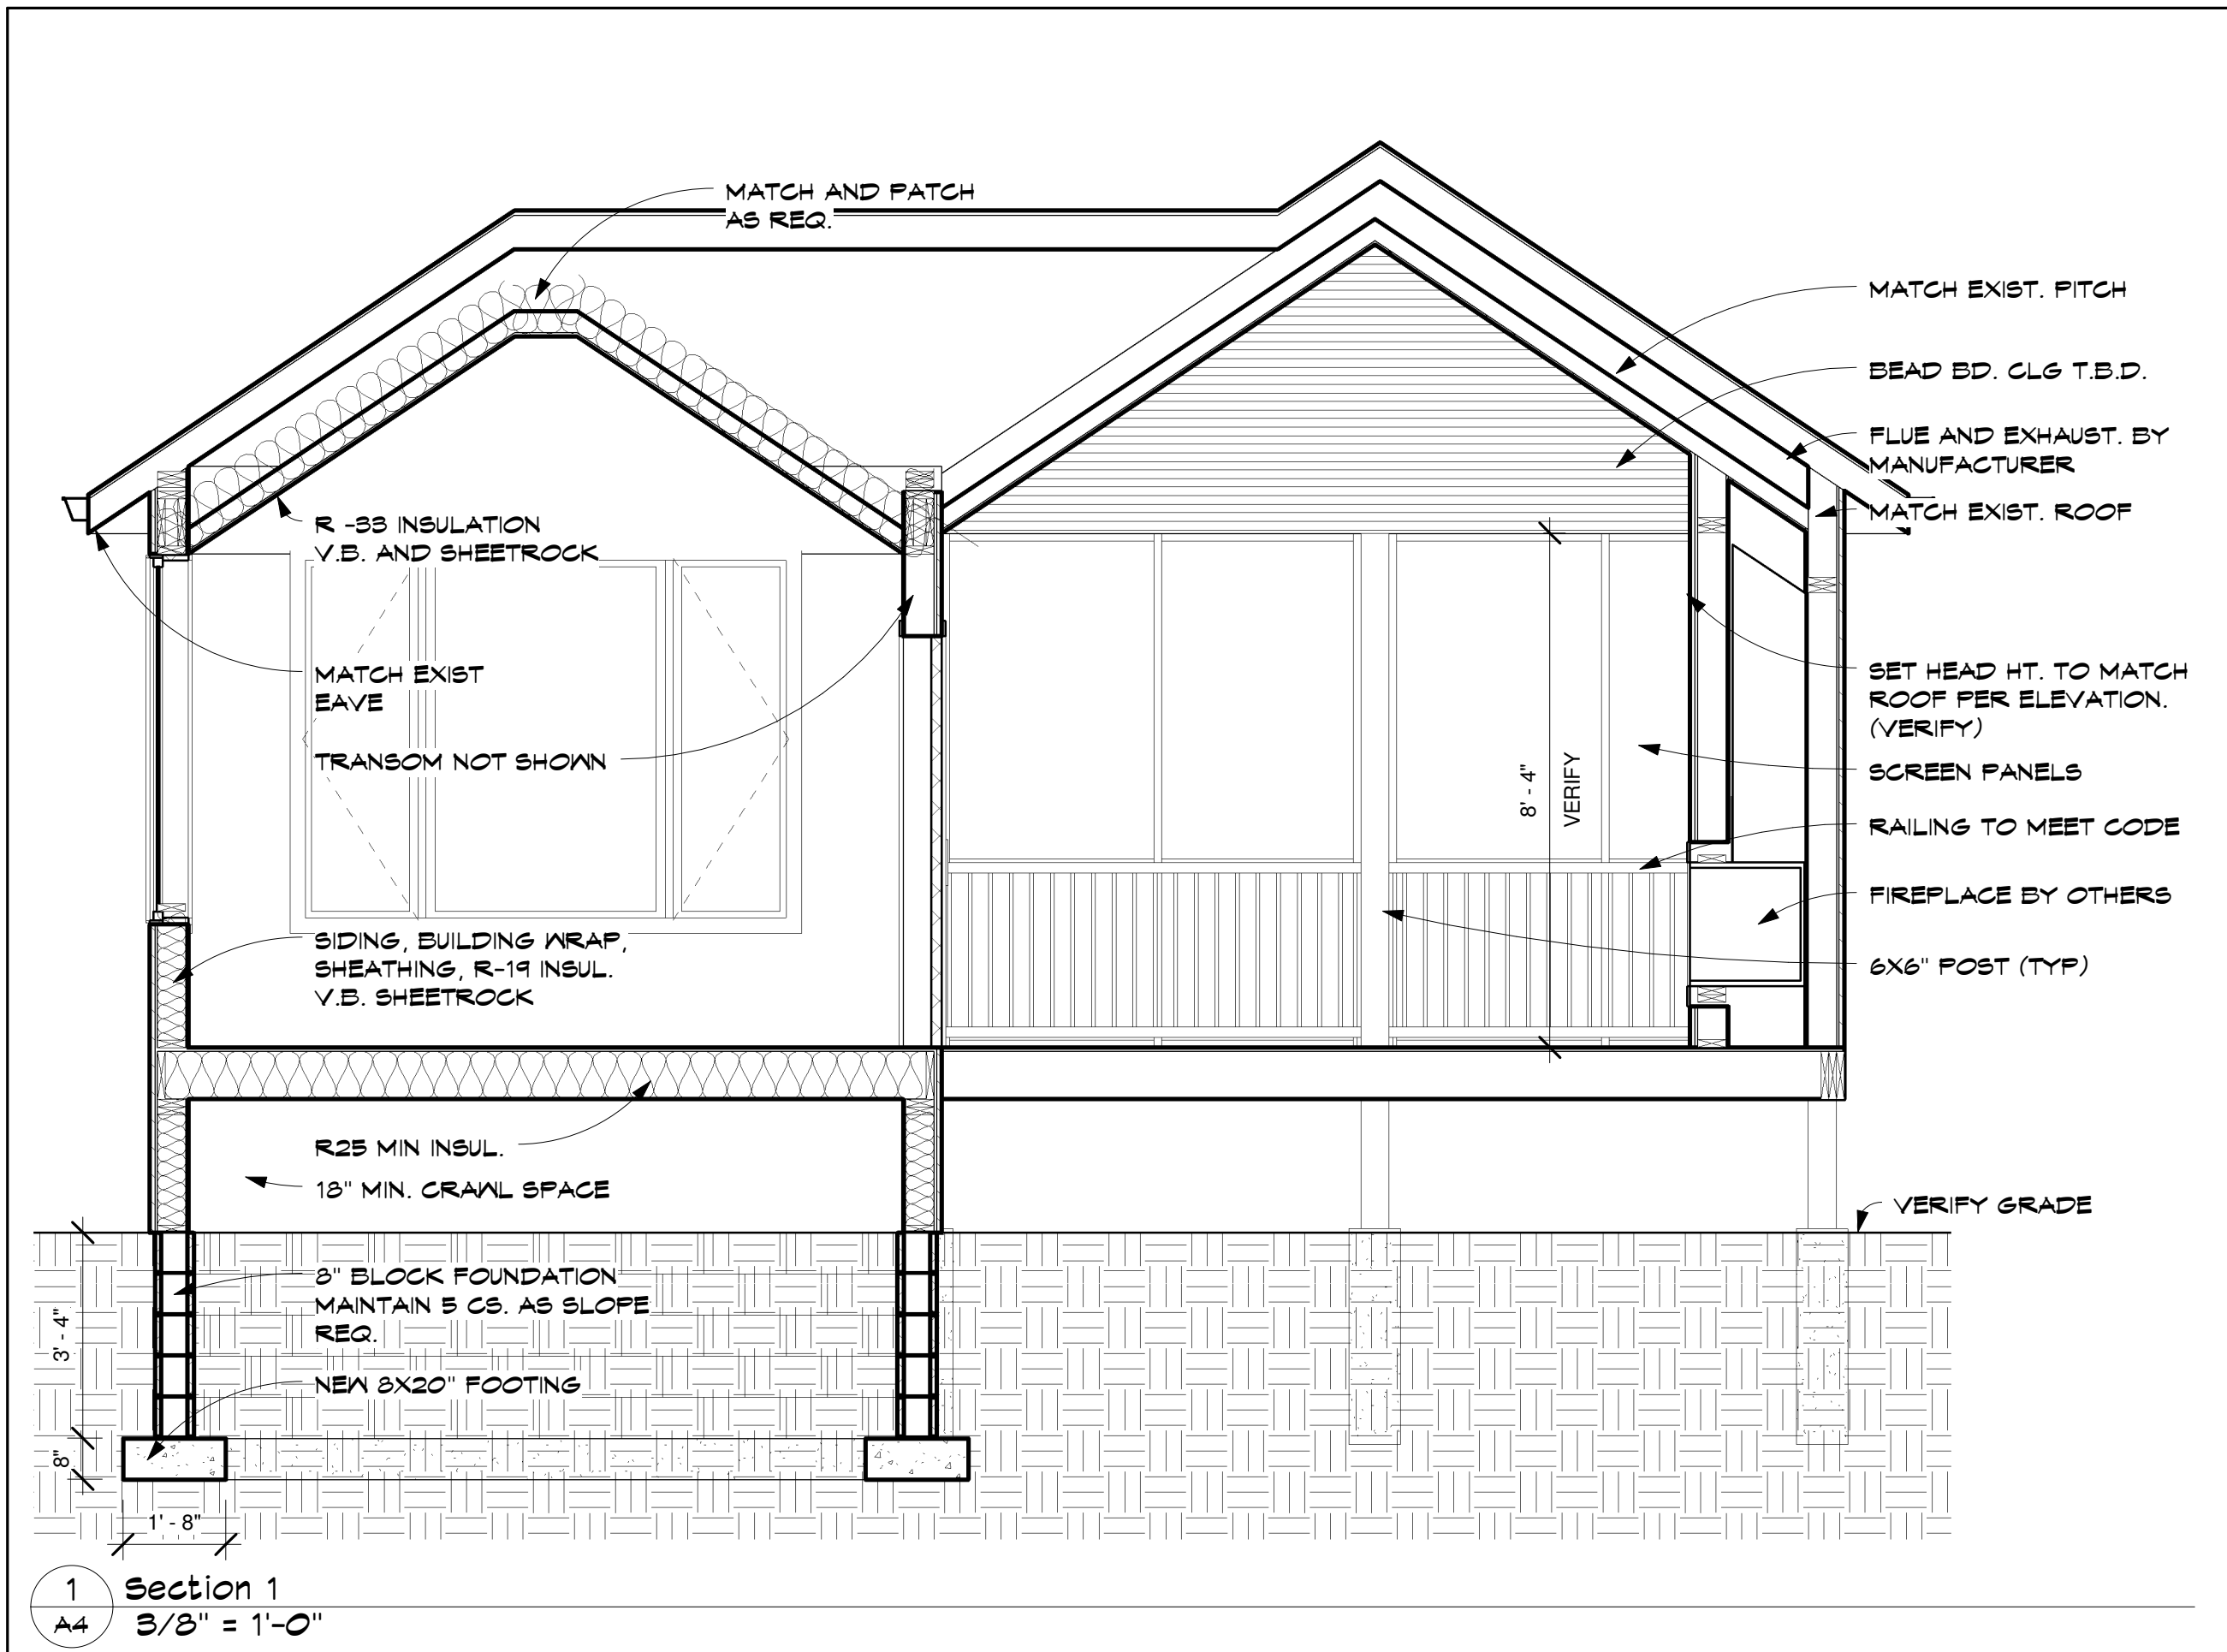 MATCH AND PATCH
AS REQ.
MATCH EXIST. PITCH
BEAD BD. CLG T.B.D.
FLUE AND EXHAUST. BY
MANUFACTURER
MATCH EXIST. ROOF
R -33 INSULATION
V.B. AND SHEETROCK
MATCH EXIST
EAVE
TRANSOM NOT SHOWN
SET HEAD HT. TO MATCH
ROOF PER ELEVATION.
(VERIFY)
SCREEN PANELS
8' - 4"
VERIFY
RAILING TO MEET CODE
FIREPLACE BY OTHERS
6X6" POST (TYP)
SIDING, BUILDING WRAP,
SHEATHING, R-19 INSUL.
V.B. SHEETROCK
R25 MIN INSUL.
18" MIN. CRAWL SPACE
VERIFY GRADE
8" BLOCK FOUNDATION
MAINTAIN 5 CS. AS SLOPE
REQ.
3' - 4"
NEW 8X20" FOOTING
8"
1' - 8"
1
A4
Section 1
3/8" = 1'-0"